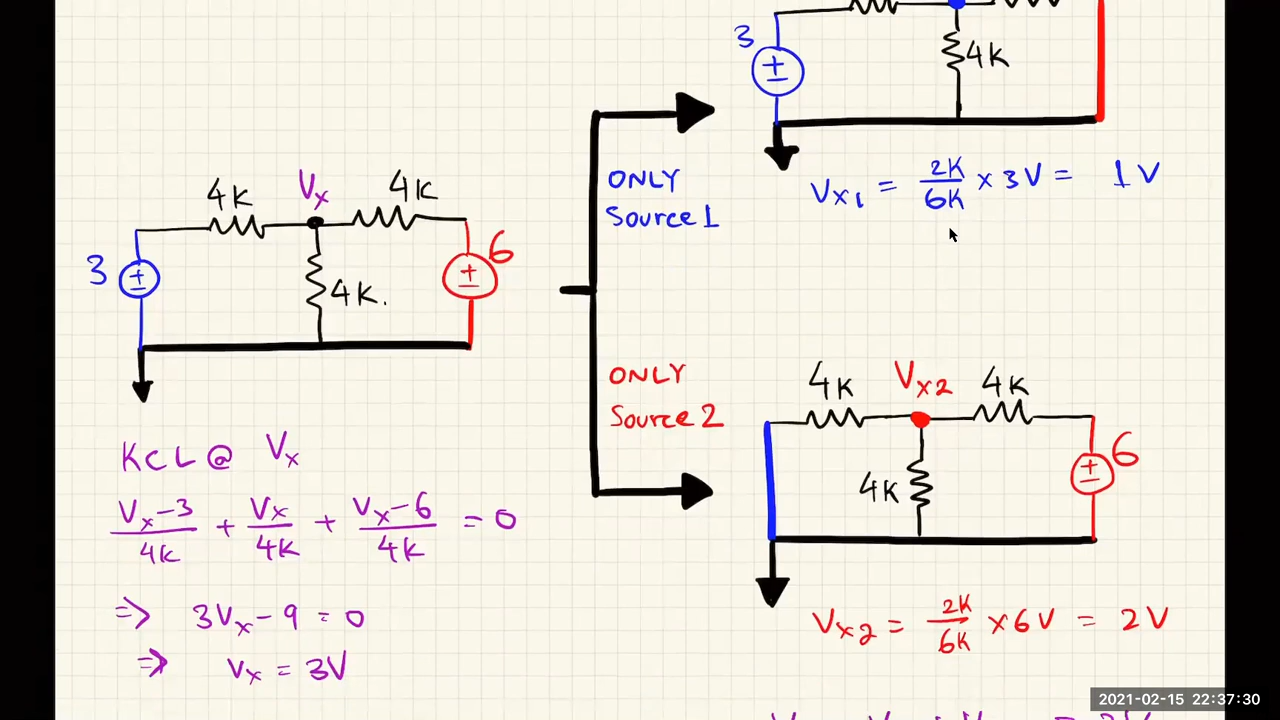 3
4K
Vx1 = 2K/6K × 3V = 1V
4K
Vx
4K
3
4K.
6
ONLY
Source 1
ONLY
Source 2
KCL @ Vx
Vx-3/4K + Vx/4K + Vx-6/4K = 0
⇒ 3Vx - 9 = 0
⇒ Vx = 3V
4K
Vx2
4K
4K
6
Vx2 = 2K/6K × 6V = 2V
2021-02-15 22:37:30